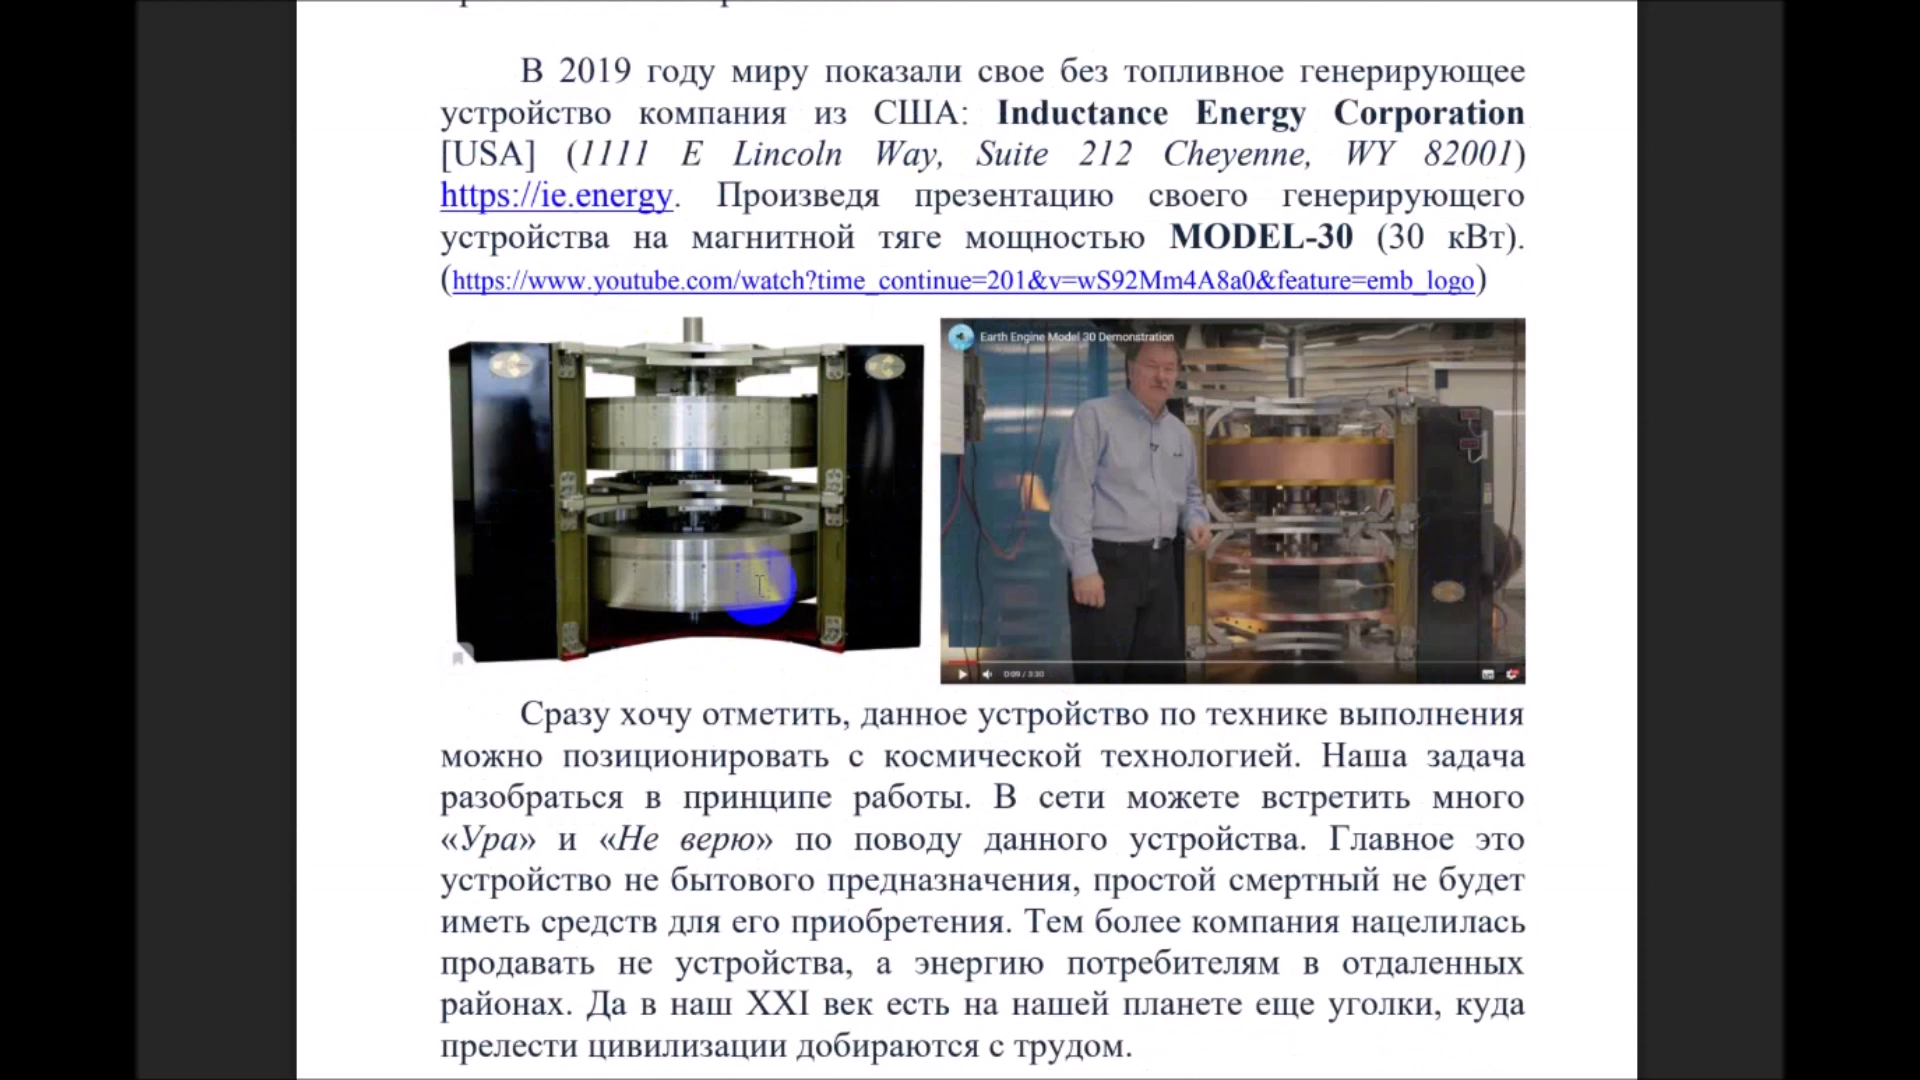 В 2019 году миру показали свое без топливное генерирующее
устройство компания из США: Inductance Energy Corporation
[USA] (1111 E Lincoln Way, Suite 212 Cheyenne, WY 82001)
https://ie.energy. Произведя презентацию своего генерирующего
устройства на магнитной тяге мощностью MODEL-30 (30 кВт).
(https://www.youtube.com/watch?time_continue=201&v=wS92Mm4A8a0&feature=emb_logo)
Earth Engine Model 30 Demonstration
0:09 / 3:30
Сразу хочу отметить, данное устройство по технике выполнения
можно позиционировать с космической технологией. Наша задача
разобраться в принципе работы. В сети можете встретить много
«Ура» и «Не верю» по поводу данного устройства. Главное это
устройство не бытового предназначения, простой смертный не будет
иметь средств для его приобретения. Тем более компания нацелилась
продавать не устройства, а энергию потребителям в отдаленных
районах. Да в наш XXI век есть на нашей планете еще уголки, куда
прелести цивилизации добираются с трудом.